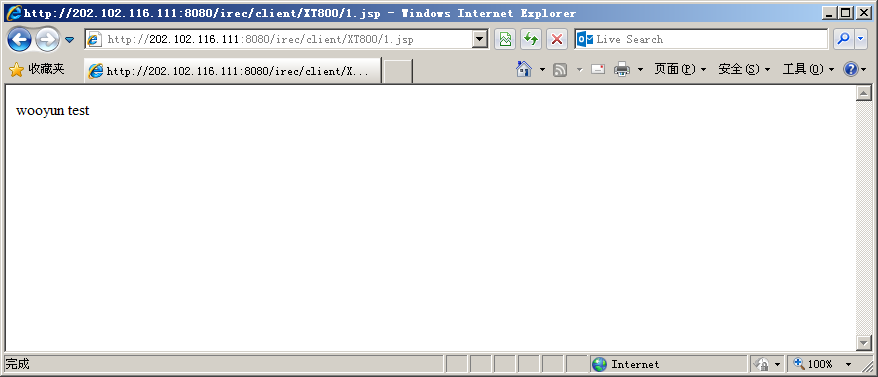 http://202.102.116.111:8080/irec/client/XT800/1.jsp - Windows Internet Explorer
http://202.102.116.111:8080/irec/client/XT800/1.jsp
Live Search
收藏夹
http://202.102.116.111:8080/irec/client/X...
页面(P)
安全(S)
工具(O)
wooyun test
完成
Internet
100%